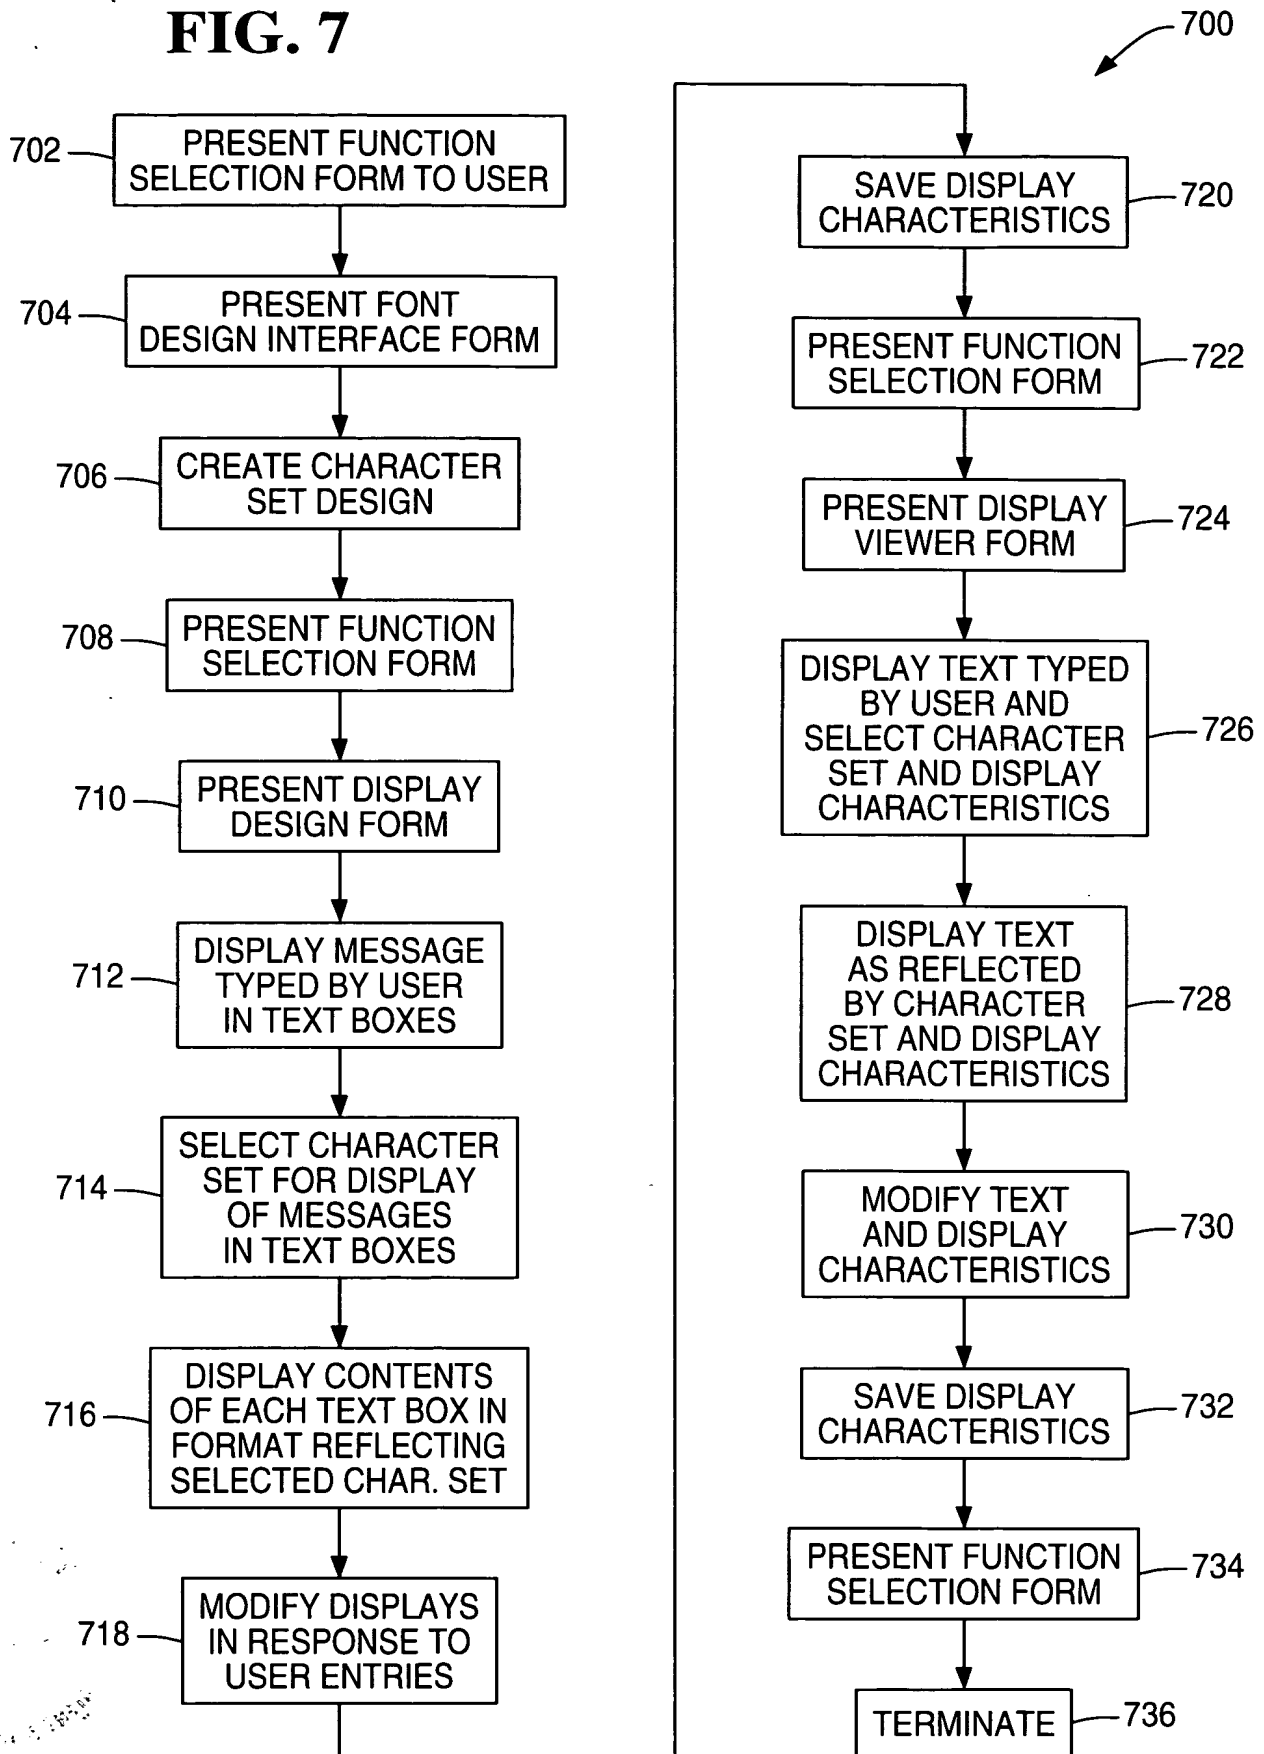 FIG. 7
700
702
PRESENT FUNCTION
SELECTION FORM TO USER
704
PRESENT FONT
DESIGN INTERFACE FORM
706
CREATE CHARACTER
SET DESIGN
708
PRESENT FUNCTION
SELECTION FORM
710
PRESENT DISPLAY
DESIGN FORM
712
DISPLAY MESSAGE
TYPED BY USER
IN TEXT BOXES
714
SELECT CHARACTER
SET FOR DISPLAY
OF MESSAGES
IN TEXT BOXES
716
DISPLAY CONTENTS
OF EACH TEXT BOX IN
FORMAT REFLECTING
SELECTED CHAR. SET
718
MODIFY DISPLAYS
IN RESPONSE TO
USER ENTRIES
SAVE DISPLAY
CHARACTERISTICS
720
PRESENT FUNCTION
SELECTION FORM
722
PRESENT DISPLAY
VIEWER FORM
724
DISPLAY TEXT TYPED
BY USER AND
SELECT CHARACTER
SET AND DISPLAY
CHARACTERISTICS
726
DISPLAY TEXT
AS REFLECTED
BY CHARACTER
SET AND DISPLAY
CHARACTERISTICS
728
MODIFY TEXT
AND DISPLAY
CHARACTERISTICS
730
SAVE DISPLAY
CHARACTERISTICS
732
PRESENT FUNCTION
SELECTION FORM
734
TERMINATE
736